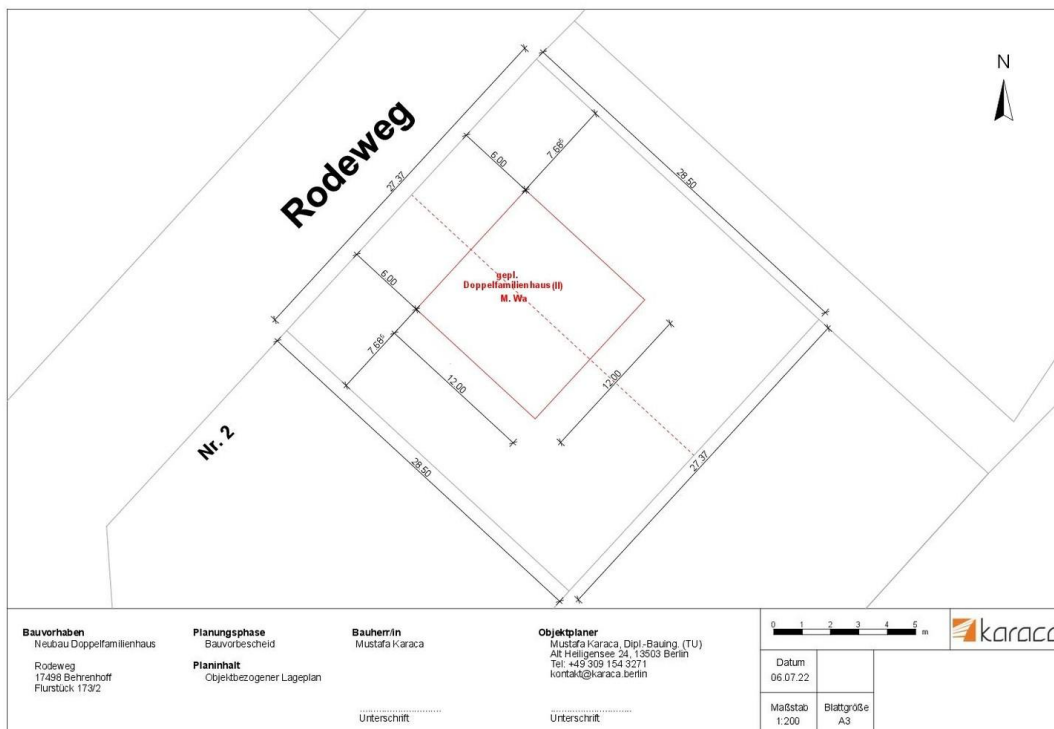 N
Rodeweg
27.37
6.00
7.68⁵
28.50
6.00
gepl.
Doppelfamilienhaus (II)
M. Wa
7.68⁵
12.00
12.00
Nr. 2
28.50
27.37
Bauvorhaben
Neubau Doppelfamilienhaus
Rodeweg
17498 Behrenhoff
Flurstück 173/2
Planungsphase
Bauvorbescheid
Planinhalt
Objektbezogener Lageplan
Bauherr/in
Mustafa Karaca
Unterschrift
Objektplaner
Mustafa Karaca, Dipl.-Bauing. (TU)
Alt Heiligensee 24, 13503 Berlin
Tel: +49 309 154 3271
kontakt@karaca.berlin
Unterschrift
0 1 2 3 4 5 m
karaca
Datum
06.07.22
Maßstab
1:200
Blattgröße
A3